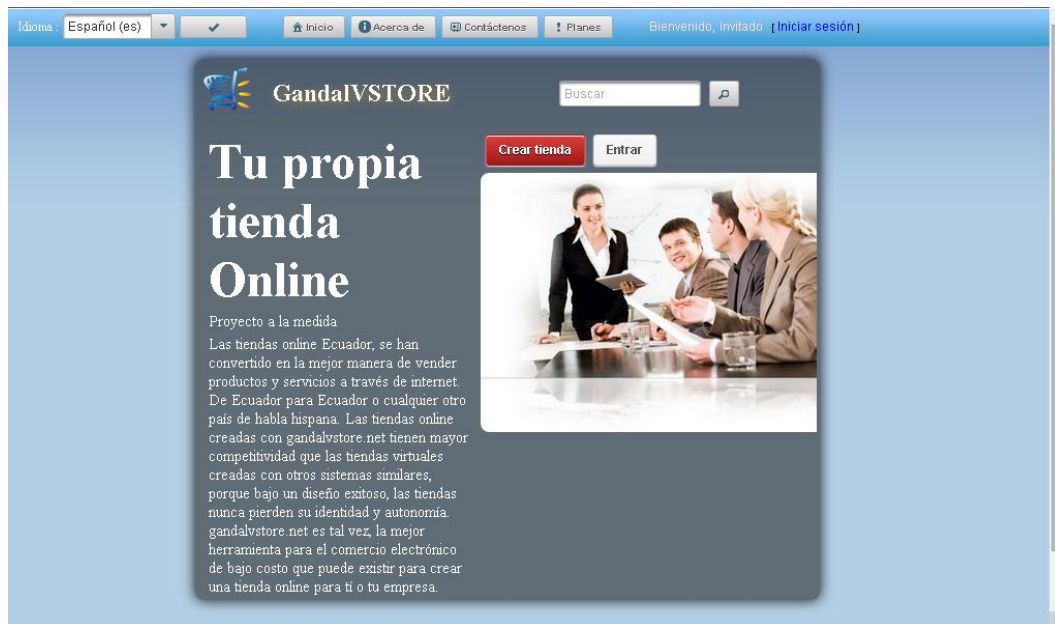 Idioma : Español (es) Inicio Acerca de Contáctenos Planes Bienvenido, Invitado [ Iniciar sesión ]
GandalVSTORE Buscar
Crear tienda Entrar
Tu propia
tienda
Online
Proyecto a la medida
Las tiendas online Ecuador, se han
convertido en la mejor manera de vender
productos y servicios a través de internet.
De Ecuador para Ecuador o cualquier otro
país de habla hispana. Las tiendas online
creadas con gandalvstore.net tienen mayor
competitividad que las tiendas virtuales
creadas con otros sistemas similares,
porque bajo un diseño exitoso, las tiendas
nunca pierden su identidad y autonomía.
gandalvstore.net es tal vez, la mejor
herramienta para el comercio electrónico
de bajo costo que puede existir para crear
una tienda online para tí o tu empresa.